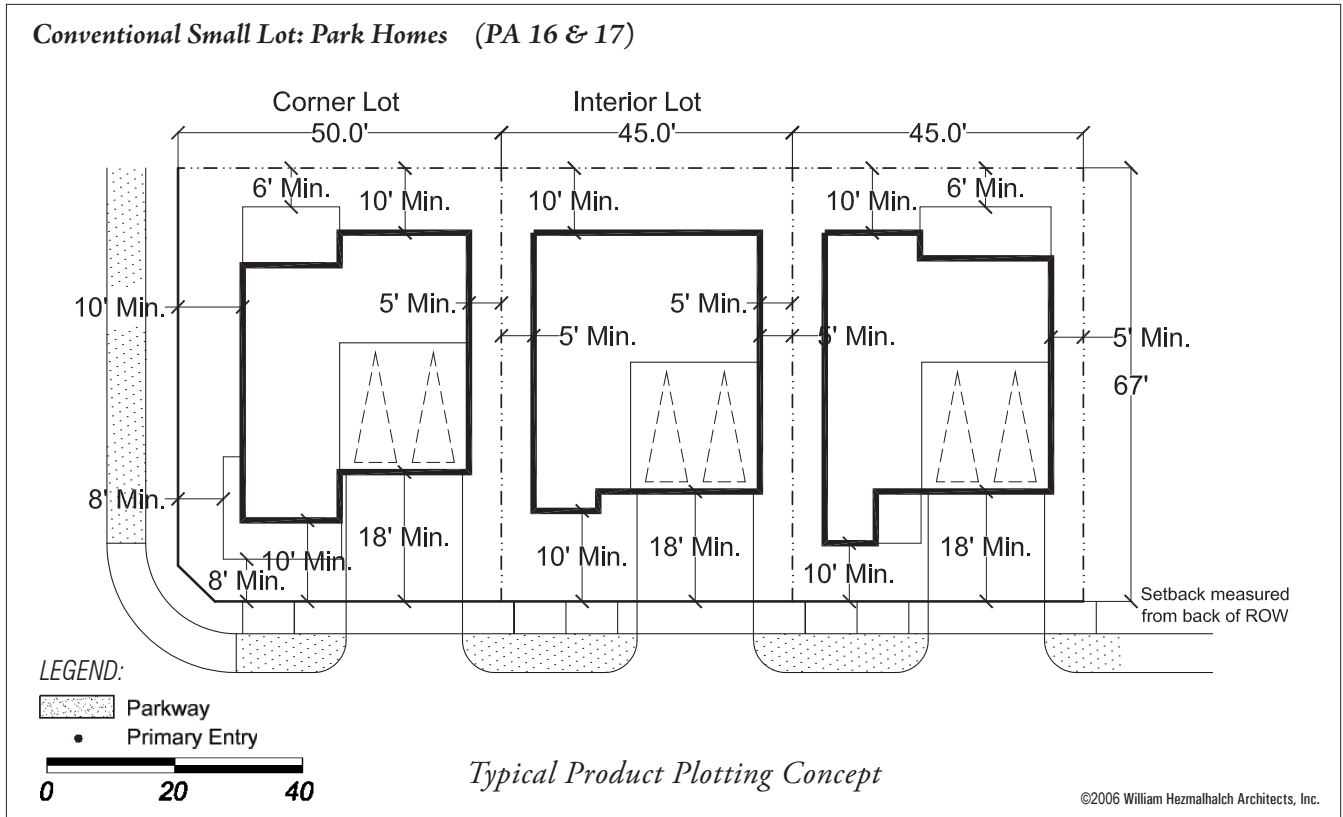 Conventional Small Lot: Park Homes (PA 16 & 17)
Corner Lot
Interior Lot
50.0'
45.0'
45.0'
6' Min.
10' Min.
10' Min.
10' Min.
6' Min.
10' Min.
5' Min.
5' Min.
5' Min.
5' Min.
5' Min.
67'
8' Min.
10' Min.
18' Min.
8' Min.
10' Min.
18' Min.
10' Min.
18' Min.
Setback measured
from back of ROW
LEGEND:
Parkway
Primary Entry
0 20 40
Typical Product Plotting Concept
©2006 William Hezmalhalch Architects, Inc.